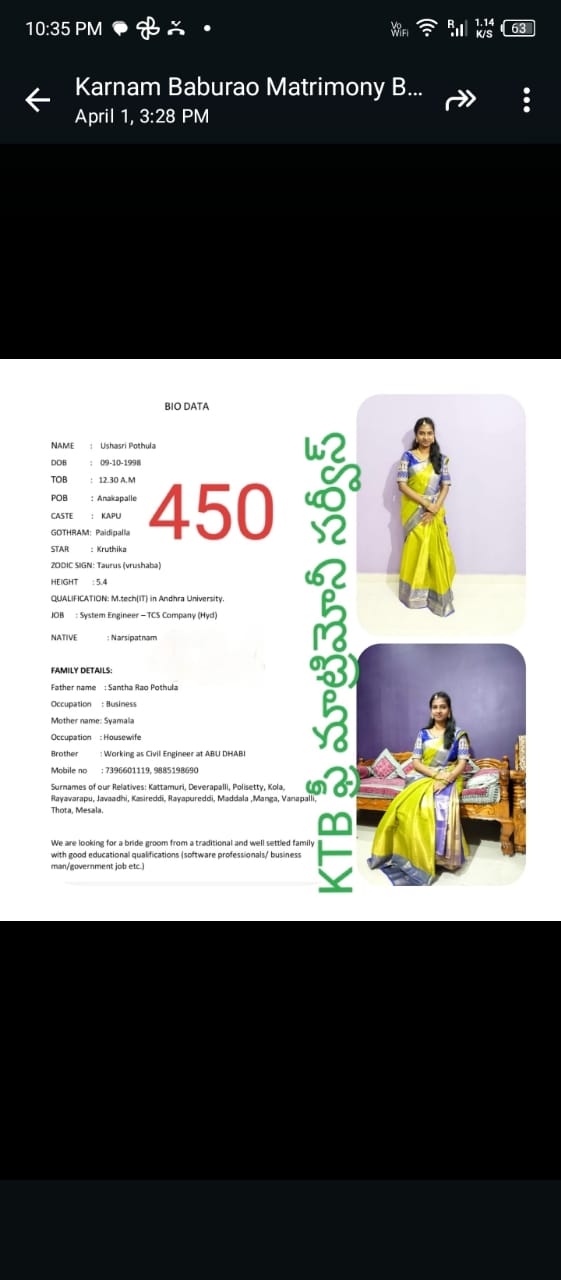 10:35 PM
Vo
WiFi
R
1.14
K/S
63
Karnam Baburao Matrimony B...
April 1, 3:28 PM
BIO DATA
NAME : Ushasri Pothula
DOB : 09-10-1998
TOB : 12.30 A.M
POB : Anakapalle
CASTE : KAPU
GOTHRAM: Paidipalla
STAR : Kruthika
ZODIC SIGN: Taurus (vrushaba)
HEIGHT : 5.4
QUALIFICATION: M.tech(IT) in Andhra University.
JOB : System Engineer – TCS Company (Hyd)
NATIVE : Narsipatnam
450
FAMILY DETAILS:
Father name : Santha Rao Pothula
Occupation : Business
Mother name: Syamala
Occupation : Housewife
Brother : Working as Civil Engineer at ABU DHABI
Mobile no : 7396601119, 9885198690
Surnames of our Relatives: Kattamuri, Deverapalli, Polisetty, Kola,
Rayavarapu, Javaadhi, Kasireddi, Rayapureddi, Maddala ,Manga, Vanapalli,
Thota, Mesala.
We are looking for a bride groom from a traditional and well settled family
with good educational qualifications (software professionals/ business
man/government job etc.)
KTB ఫ్రీ మాట్రిమోనీ సర్వీస్